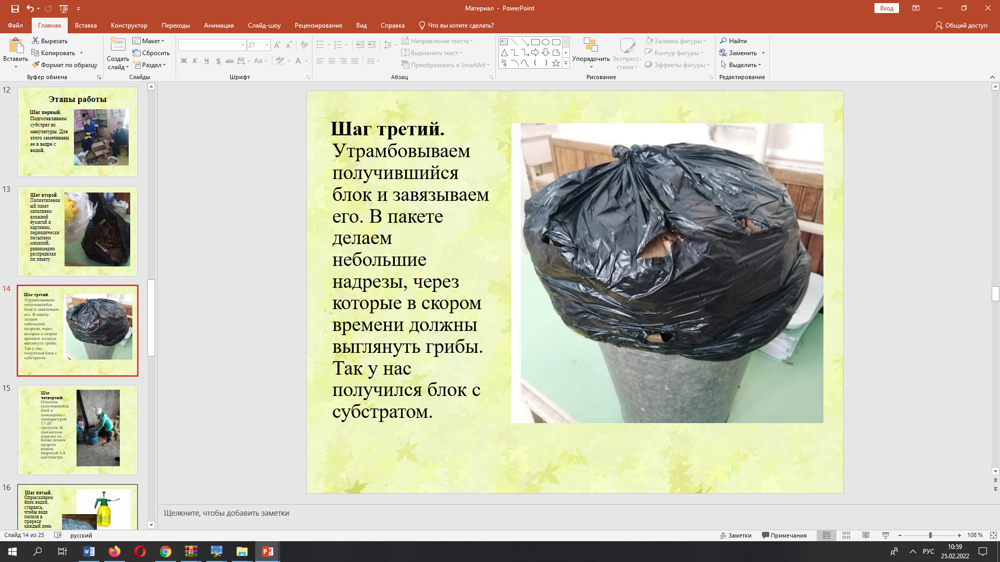 Материал - PowerPoint
Вход
Файл Главная Вставка Конструктор Переходы Анимация Слайд-шоу Рецензирование Вид Справка Что вы хотите сделать? Общий доступ
Вставить
Вырезать
Копировать
Формат по образцу
Буфер обмена
Создать слайд
Макет
Сбросить
Раздел
Слайды
27
Ж К Ч S abc AV Aa А
Шрифт
Направление текста
Выровнять текст
Преобразовать в SmartArt
Абзац
Упорядочить
Экспресс-стили
Заливка фигуры
Контур фигуры
Эффекты фигуры
Рисование
Найти
Заменить
Выделить
Редактирование
12
Этапы работы
Шаг первый.
Подготавливаем
субстрат из
макулатуры. Для
этого замачиваем
ее в ведре с
водой.
13
Шаг второй.
Полиэтиленов
ый пакет
заполняем
влажной
бумагой и
картоном,
периодически
посыпаем
мицелий,
равномерно
распределяя
по пакету.
14
Шаг третий.
Утрамбовываем
получившийся
блок и завязываем
его. В пакете
делаем
небольшие
надрезы, через
которые в скором
времени должны
выглянуть грибы.
Так у нас
получился блок с
субстратом.
15
Шаг
четвертый.
Относим
получившийся
блок в
помещение с
температурой
17-20
градусов. В
шахматном
порядке на
блоке делаем
прорези
ножом,
шириной 3-4
сантиметра.
16
Шаг пятый.
Опрыскиваем
блок водой,
стараясь,
чтобы вода
попала в
прорези
каждый день
Шаг третий.
Утрамбовываем
получившийся
блок и завязываем
его. В пакете
делаем
небольшие
надрезы, через
которые в скором
времени должны
выглянуть грибы.
Так у нас
получился блок с
субстратом.
Щелкните, чтобы добавить заметки
Слайд 14 из 25 русский Заметки Примечания 108 %
РУС
10:59
25.02.2022